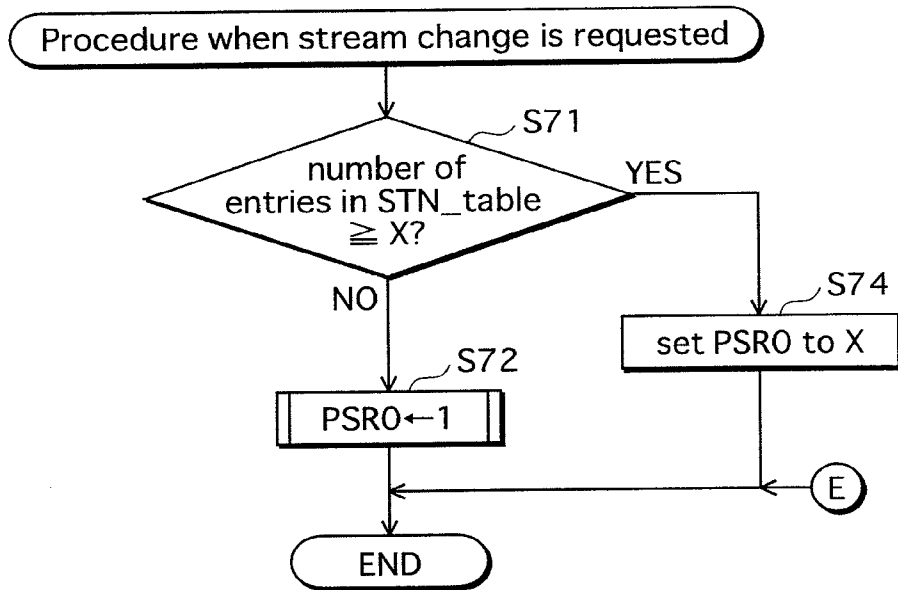 Procedure when stream change is requested
S71
number of
entries in STN_table
≧ X?
YES
NO
S74
set PSR0 to X
S72
PSR0←1
E
END